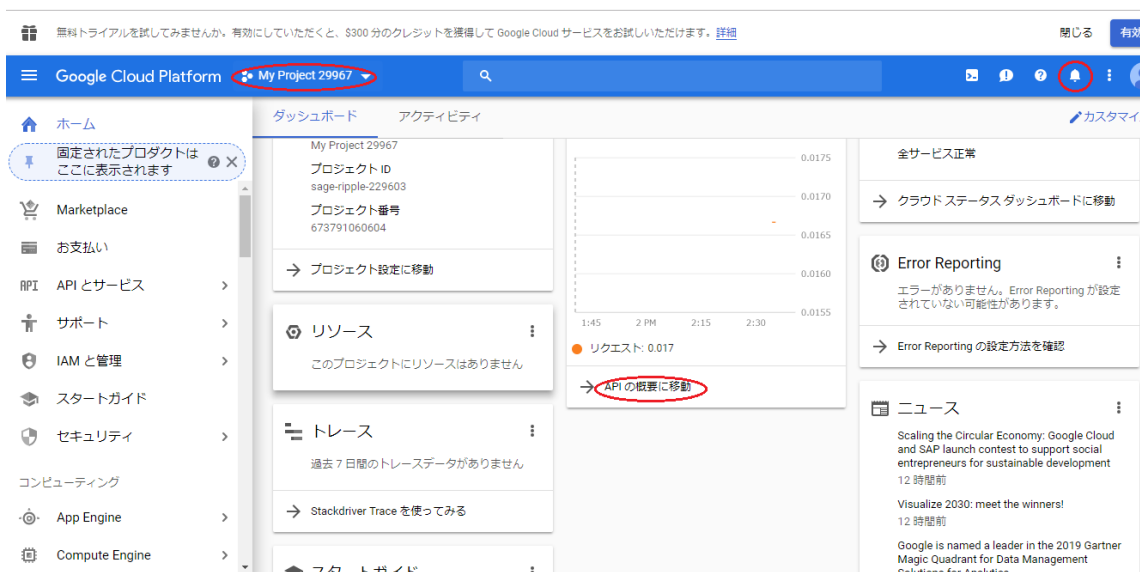 無料トライアルを試してみませんか。有効にしていただくと、$300 分のクレジットを獲得して Google Cloud サービスをお試しいただけます。詳細
閉じる
Google Cloud Platform
My Project 29967
ダッシュボード
アクティビティ
ホーム
固定されたプロダクトは
ここに表示されます
Marketplace
お支払い
API
API とサービス
サポート
IAM と管理
スタートガイド
セキュリティ
コンピューティング
App Engine
Compute Engine
My Project 29967
プロジェクト ID
sage-ripple-229603
プロジェクト番号
673791060604
プロジェクト設定に移動
リソース
このプロジェクトにリソースはありません
トレース
過去 7 日間のトレースデータがありません
Stackdriver Trace を使ってみる
スタートガイド
0.0175
0.0170
0.0165
0.0160
0.0155
1:45
2 PM
2:15
2:30
リクエスト: 0.017
API の概要に移動
全サービス正常
クラウド ステータス ダッシュボードに移動
Error Reporting
エラーがありません。Error Reporting が設定
されていない可能性があります。
Error Reporting の設定方法を確認
ニュース
Scaling the Circular Economy: Google Cloud
and SAP launch contest to support social
entrepreneurs for sustainable development
12 時間前
Visualize 2030: meet the winners!
12 時間前
Google is named a leader in the 2019 Gartner
Magic Quadrant for Data Management
Solutions for Analytics